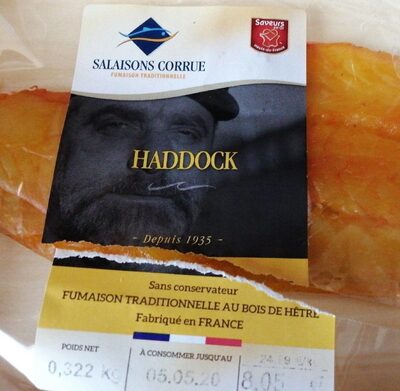 SALAISONS CORRUE
FUMAISON TRADITIONNELLE
Saveurs
HADDOCK
- Depuis 1935 -
Sans conservateur
FUMAISON TRADITIONNELLE AU BOIS DE HÊTRE
Fabriqué en FRANCE
POIDS NET
À CONSOMMER JUSQU'AU
0,322 kg
05.05.20